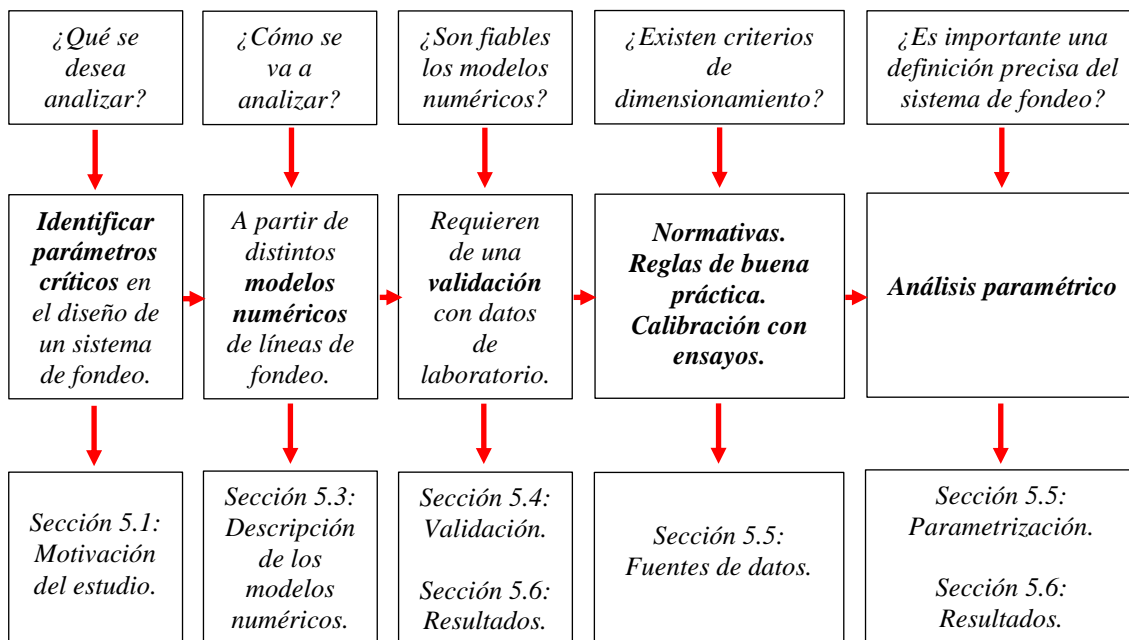 ¿Qué se
desea
analizar?
¿Cómo se
va a
analizar?
¿Son fiables
los modelos
numéricos?
¿Existen criterios
de
dimensionamiento?
¿Es importante una
definición precisa del
sistema de fondeo?
Identificar
parámetros
críticos en
el diseño de
un sistema
de fondeo.
A partir de
distintos
modelos
numéricos
de líneas de
fondeo.
Requieren
de una
validación
con datos
de
laboratorio.
Normativas.
Reglas de buena
práctica.
Calibración con
ensayos.
Análisis paramétrico
Sección 5.1:
Motivación
del estudio.
Sección 5.3:
Descripción
de los
modelos
numéricos.
Sección 5.4:
Validación.
Sección 5.6:
Resultados.
Sección 5.5:
Fuentes de datos.
Sección 5.5:
Parametrización.
Sección 5.6:
Resultados.